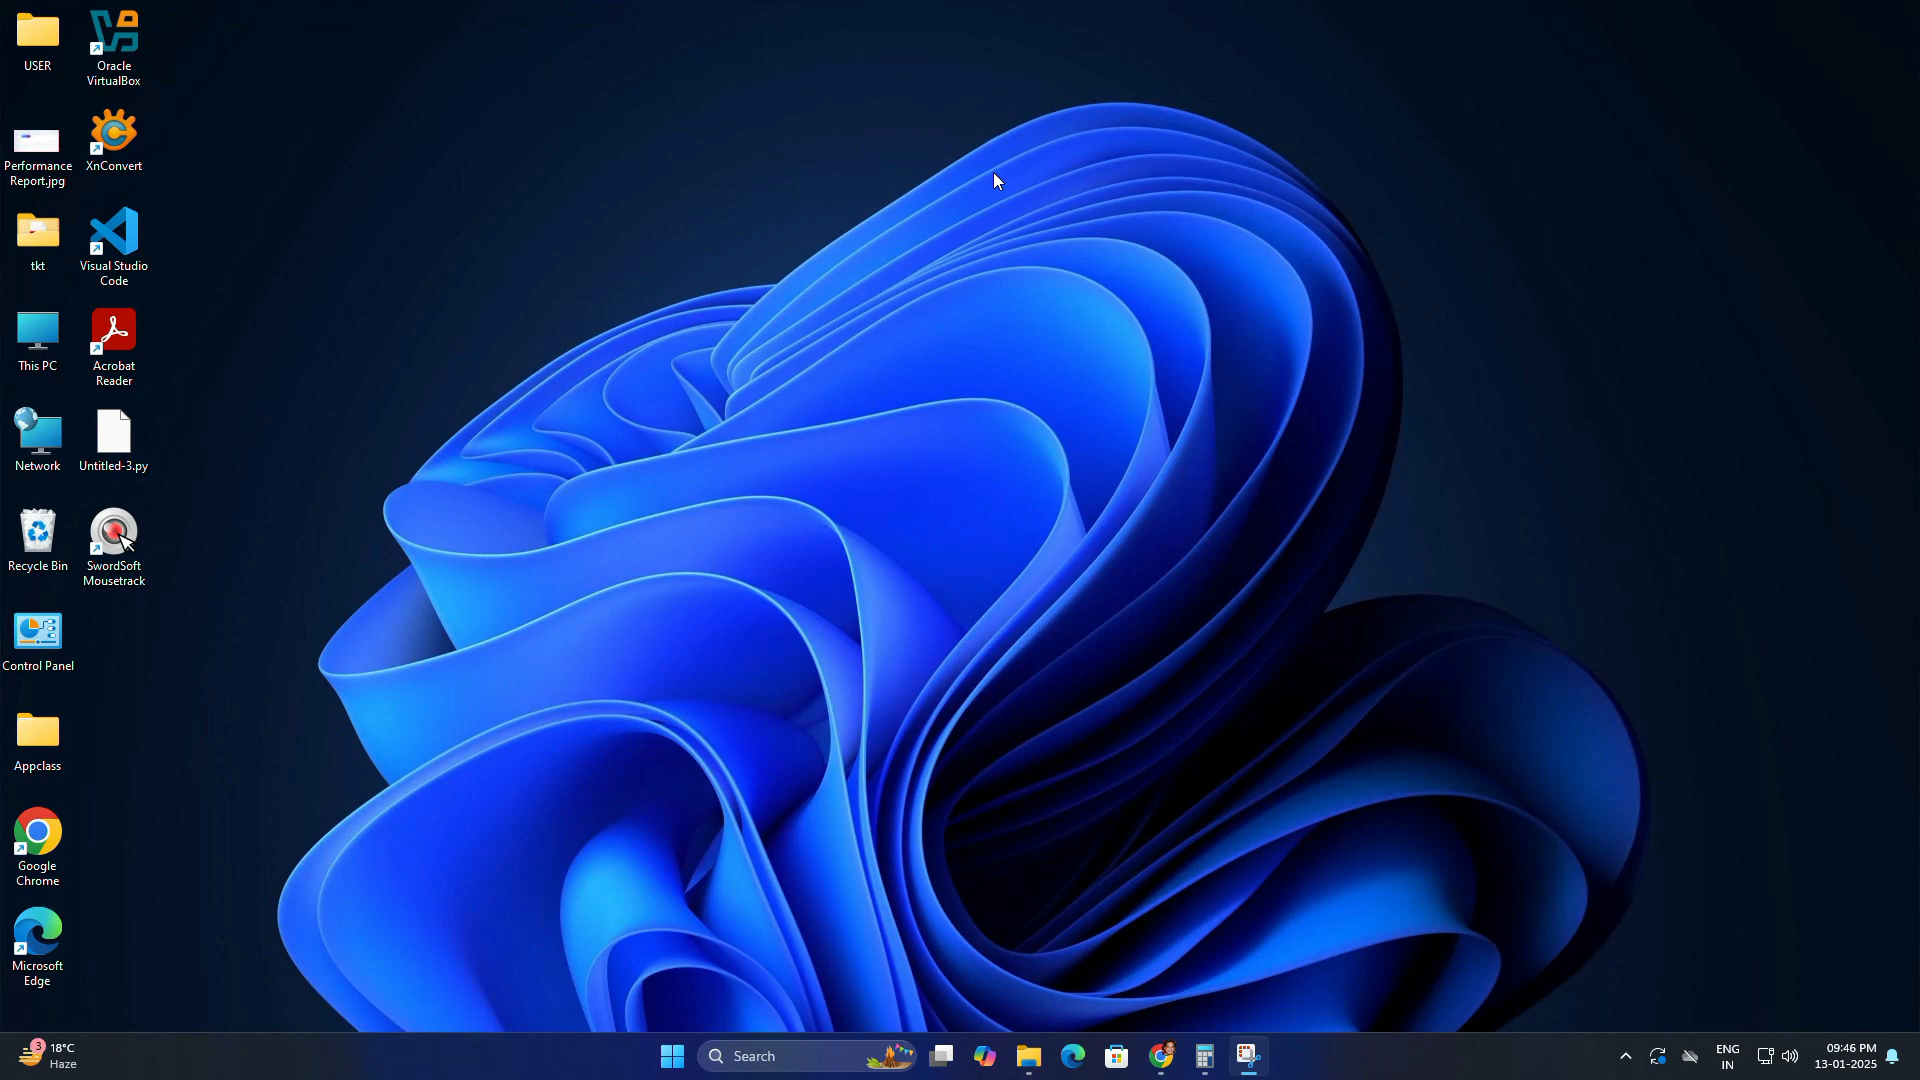 USER
Oracle
VirtualBox
Performance
Report.jpg
XnConvert
tkt
Visual Studio
Code
This PC
Acrobat
Reader
Network
Untitled-3.py
Recycle Bin
SwordSoft
Mousetrack
Control Panel
Appclass
Google
Chrome
Microsoft
Edge
3
18°C
Haze
Search
ENG
IN
09:46 PM
13-01-2025